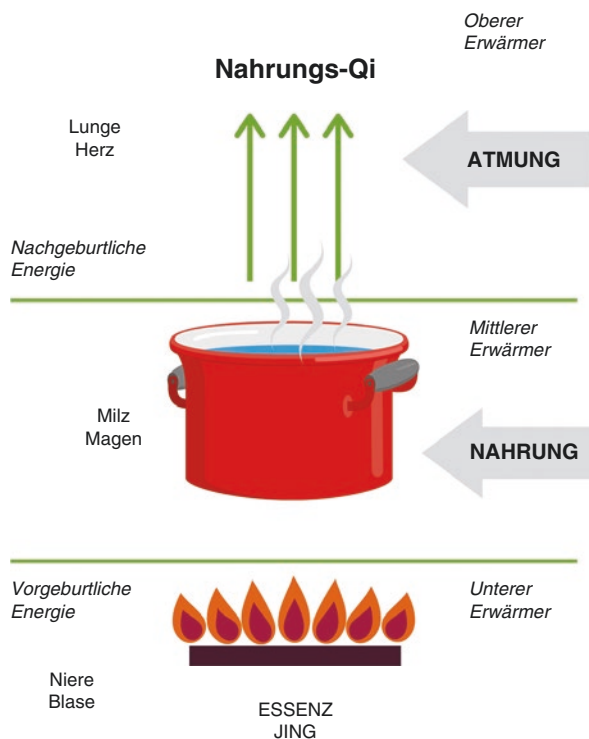 Oberer
Erwärmer
Nahrungs-Qi
Lunge
Herz
ATMUNG
Nachgeburtliche
Energie
Mittlerer
Erwärmer
Milz
Magen
NAHRUNG
Vorgeburtliche
Energie
Unterer
Erwärmer
Niere
Blase
ESSENZ
JING